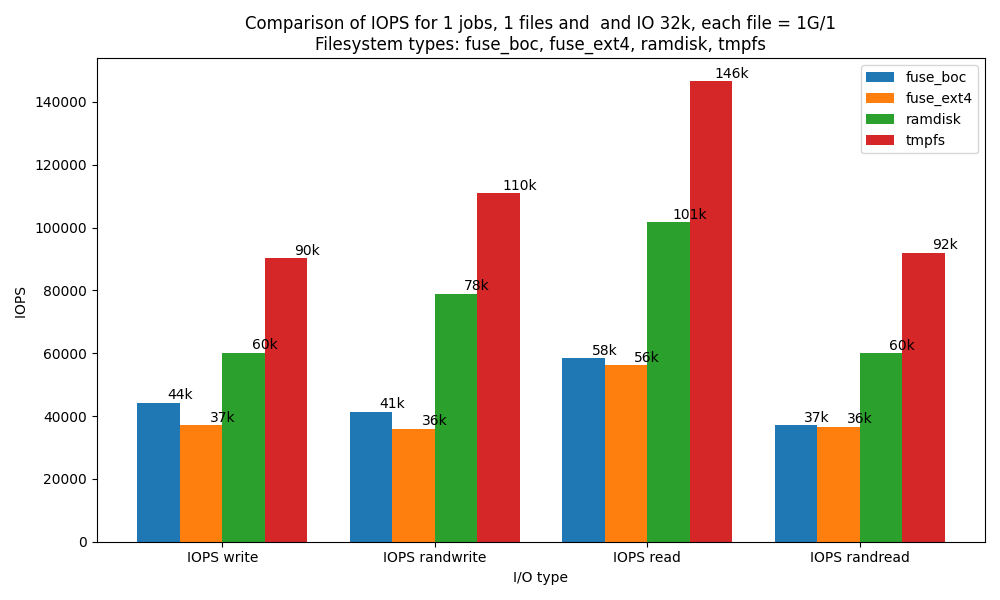 Comparison of IOPS for 1 jobs, 1 files and  and IO 32k, each file = 1G/1
Filesystem types: fuse_boc, fuse_ext4, ramdisk, tmpfs
fuse_boc
fuse_ext4
ramdisk
tmpfs
IOPS
140000
120000
100000
80000
60000
40000
20000
0
44k
37k
60k
90k
41k
36k
78k
110k
58k
56k
101k
146k
37k
36k
60k
92k
IOPS write
IOPS randwrite
IOPS read
IOPS randread
I/O type